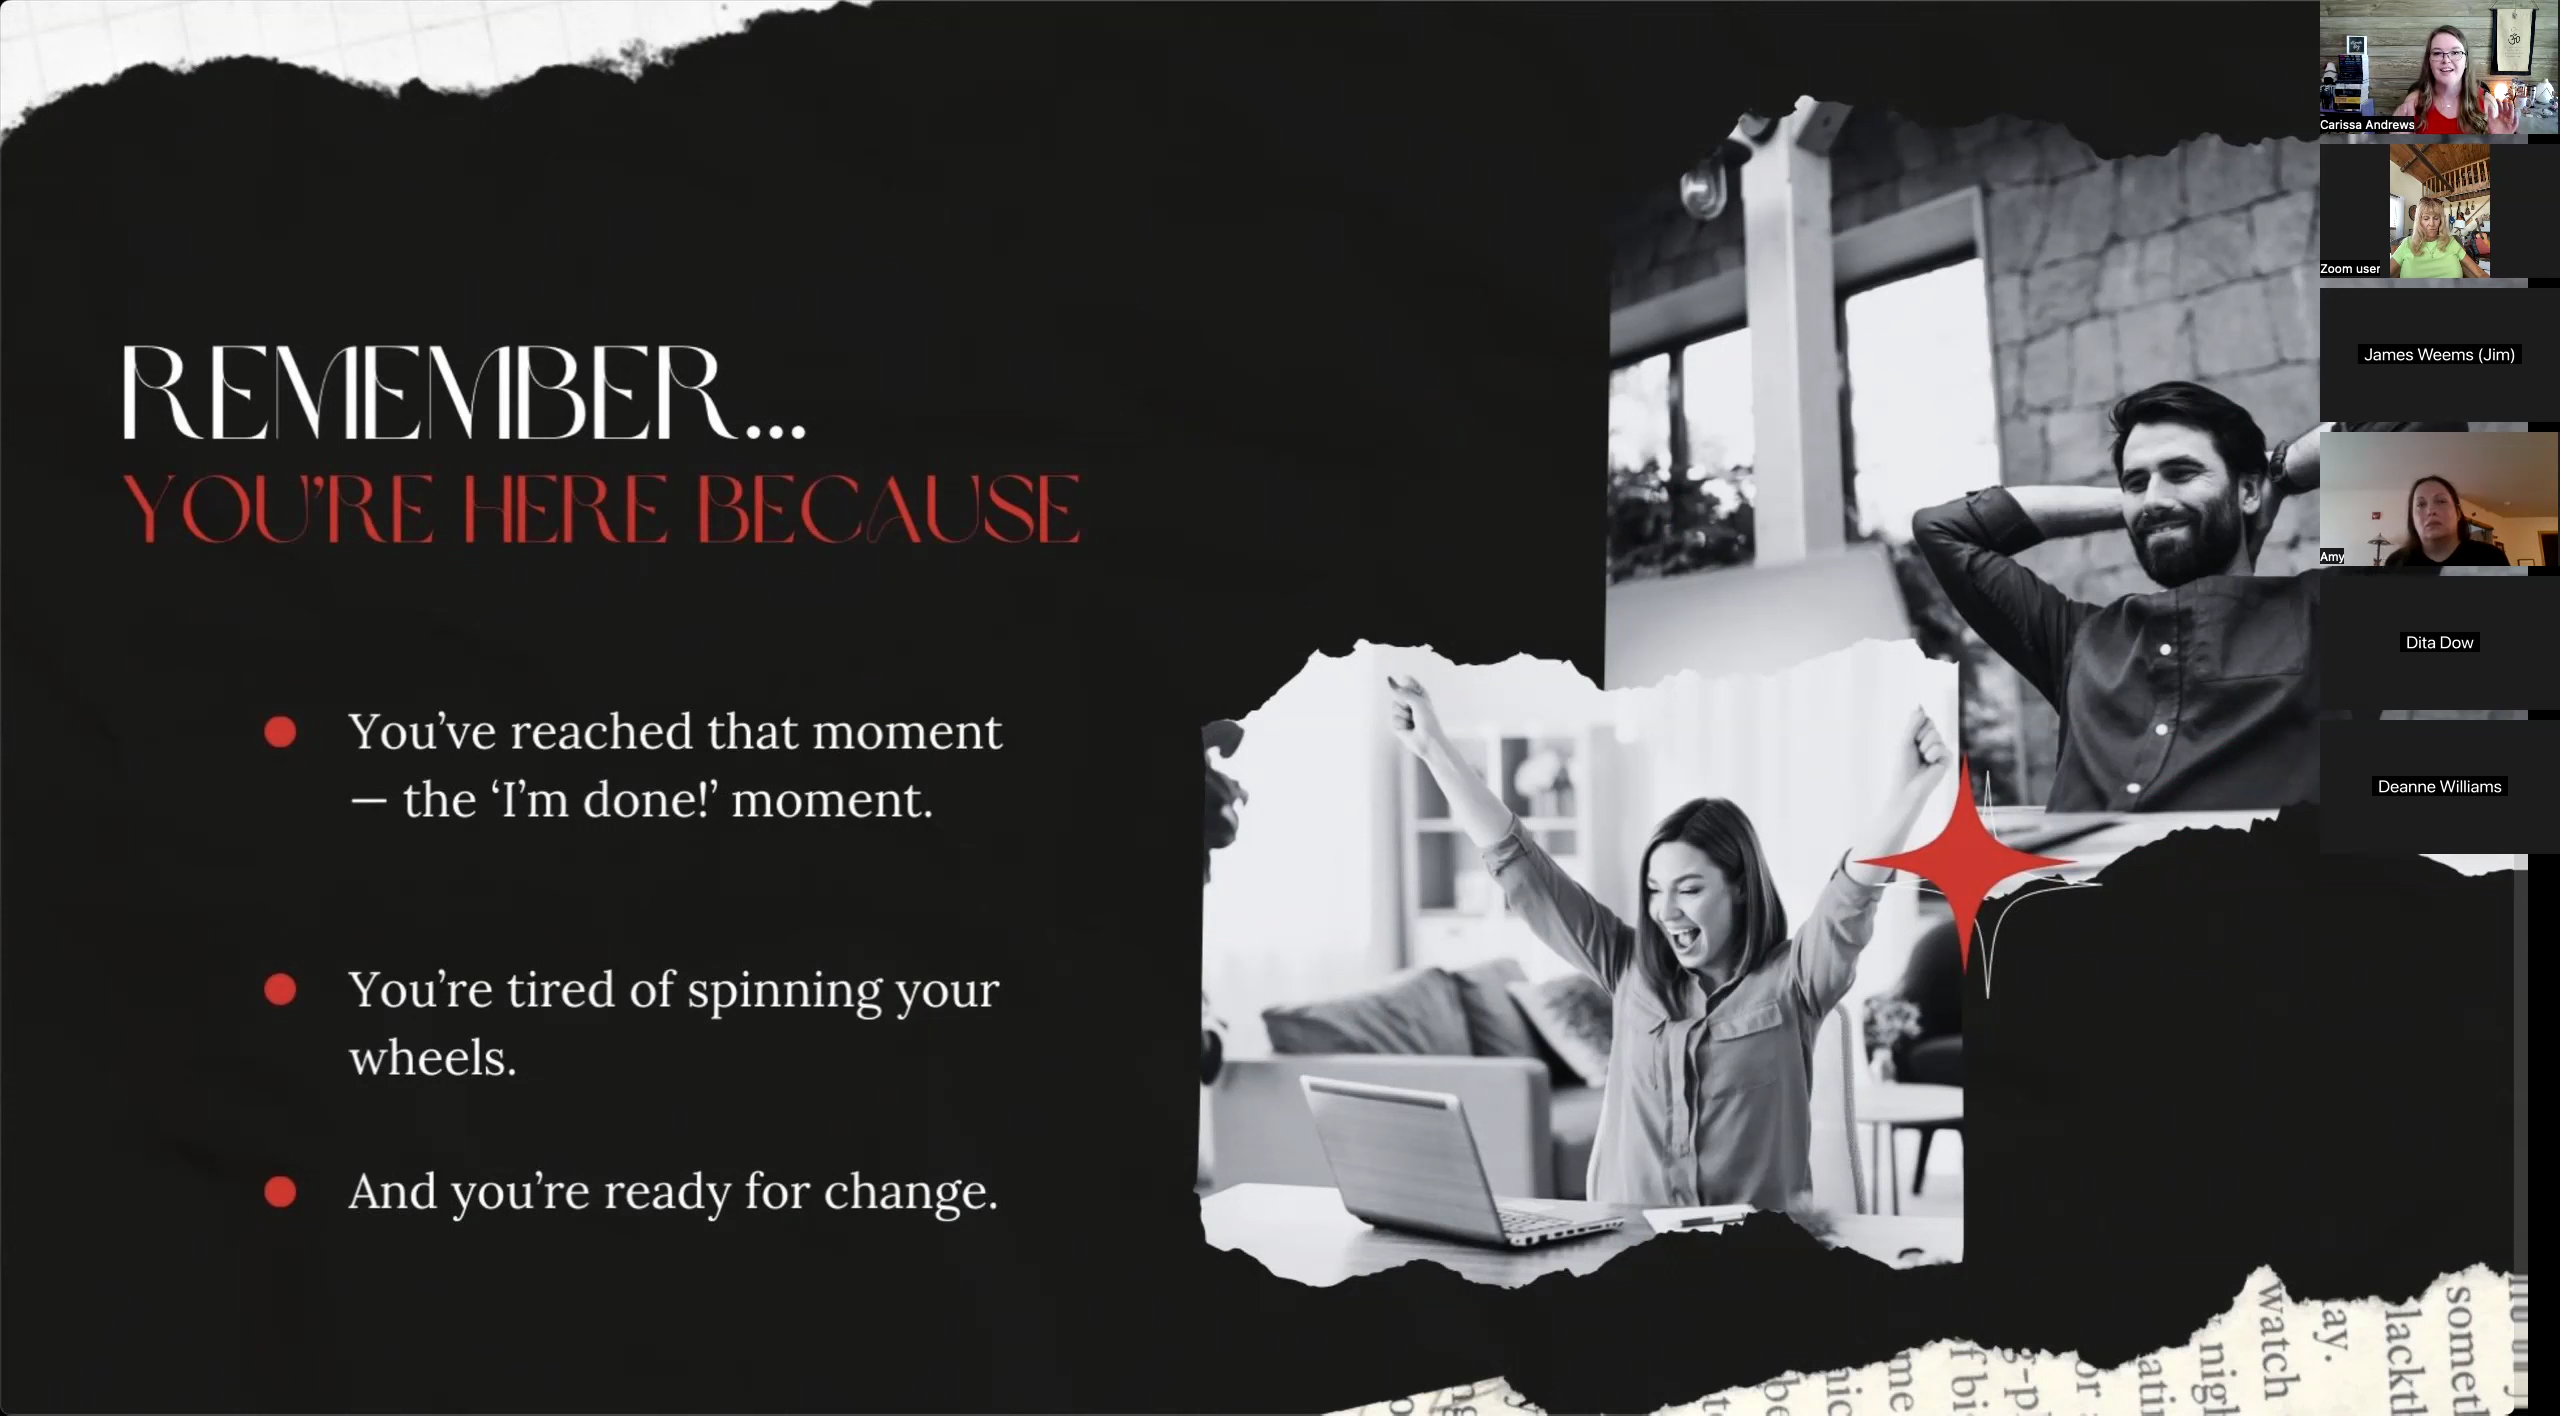 REMEMBER...
YOU'RE HERE BECAUSE
You've reached that moment
— the 'I'm done!' moment.
You're tired of spinning your
wheels.
And you're ready for change.
Carissa Andrews
Zoom user
James Weems (Jim)
Amy
Dita Dow
Deanne Williams
watch
night